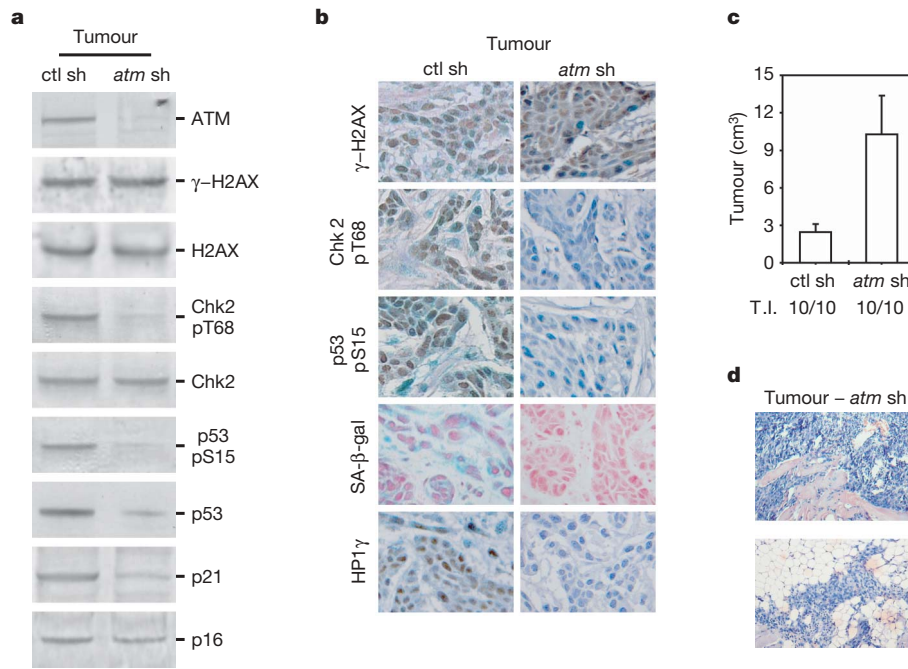 a
Tumour
ctl sh atm sh
ATM
γ–H2AX
H2AX
Chk2
pT68
Chk2
p53
pS15
p53
p21
p16
b
Tumour
ctl sh atm sh
γ–H2AX
Chk 2
pT68
p53
pS15
SA-β-gal
HP1γ
c
Tumour (cm³)
15
12
9
6
3
0
ctl sh atm sh
T.I. 10/10 10/10
d
Tumour – atm sh